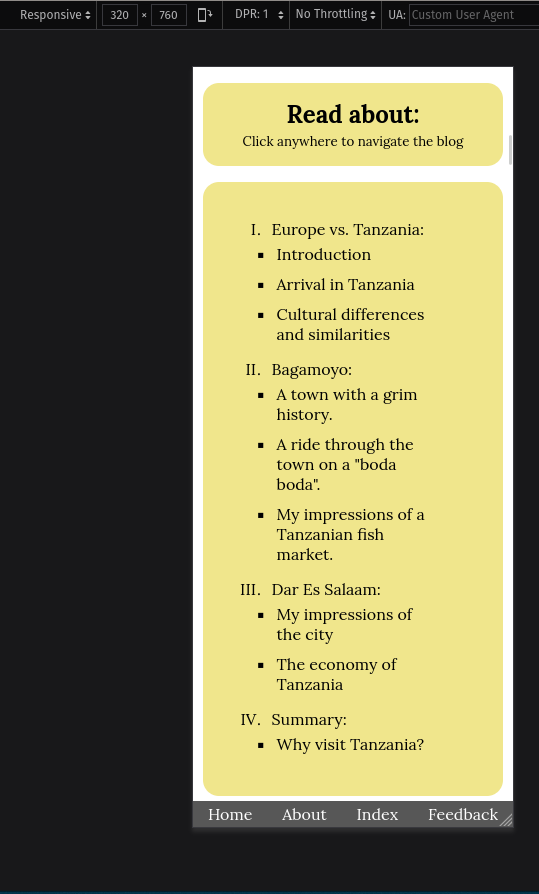 Responsive 320 × 760 DPR: 1 No Throttling UA: Custom User Agent
Read about:
Click anywhere to navigate the blog
I. Europe vs. Tanzania:
▪ Introduction
▪ Arrival in Tanzania
▪ Cultural differences
and similarities
II. Bagamoyo:
▪ A town with a grim
history.
▪ A ride through the
town on a "boda
boda".
▪ My impressions of a
Tanzanian fish
market.
III. Dar Es Salaam:
▪ My impressions of
the city
▪ The economy of
Tanzania
IV. Summary:
▪ Why visit Tanzania?
Home About Index Feedback